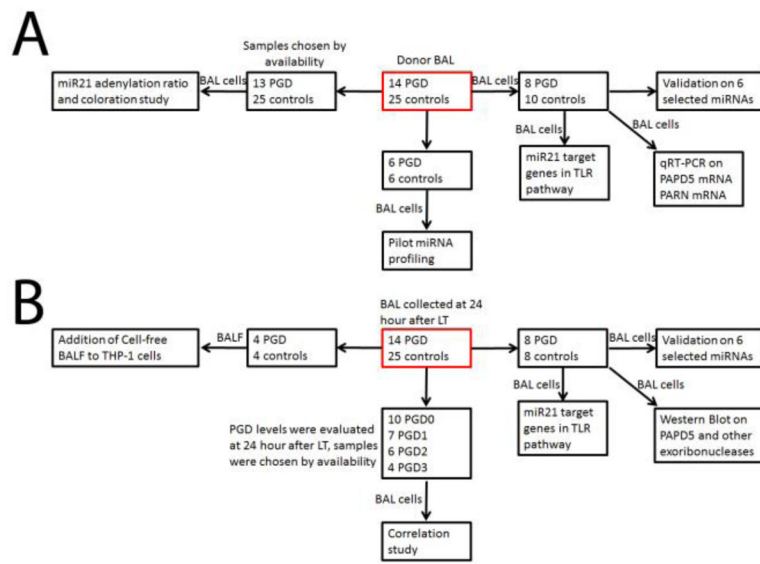 A
Samples chosen by
availability
Donor BAL
miR21 adenylation ratio
and coloration study
BAL cells
13 PGD
25 controls
14 PGD
25 controls
BAL cells
8 PGD
10 controls
Validation on 6
selected miRNAs
BAL cells
BAL cells
6 PGD
6 controls
miR21 target
genes in TLR
pathway
qRT-PCR on
PAPD5 mRNA
PARN mRNA
BAL cells
Pilot miRNA
profiling
B
BAL collected at 24
hour after LT
Addition of Cell-free
BALF to THP-1 cells
BALF
4 PGD
4 controls
14 PGD
25 controls
8 PGD
8 controls
BAL cells
Validation on 6
selected miRNAs
BAL cells
BAL cells
PGD levels were evaluated
at 24 hour after LT, samples
were chosen by availability
10 PGD0
7 PGD1
6 PGD2
4 PGD3
miR21 target
genes in TLR
pathway
Western Blot on
PAPD5 and other
exoribonucleases
BAL cells
Correlation
study